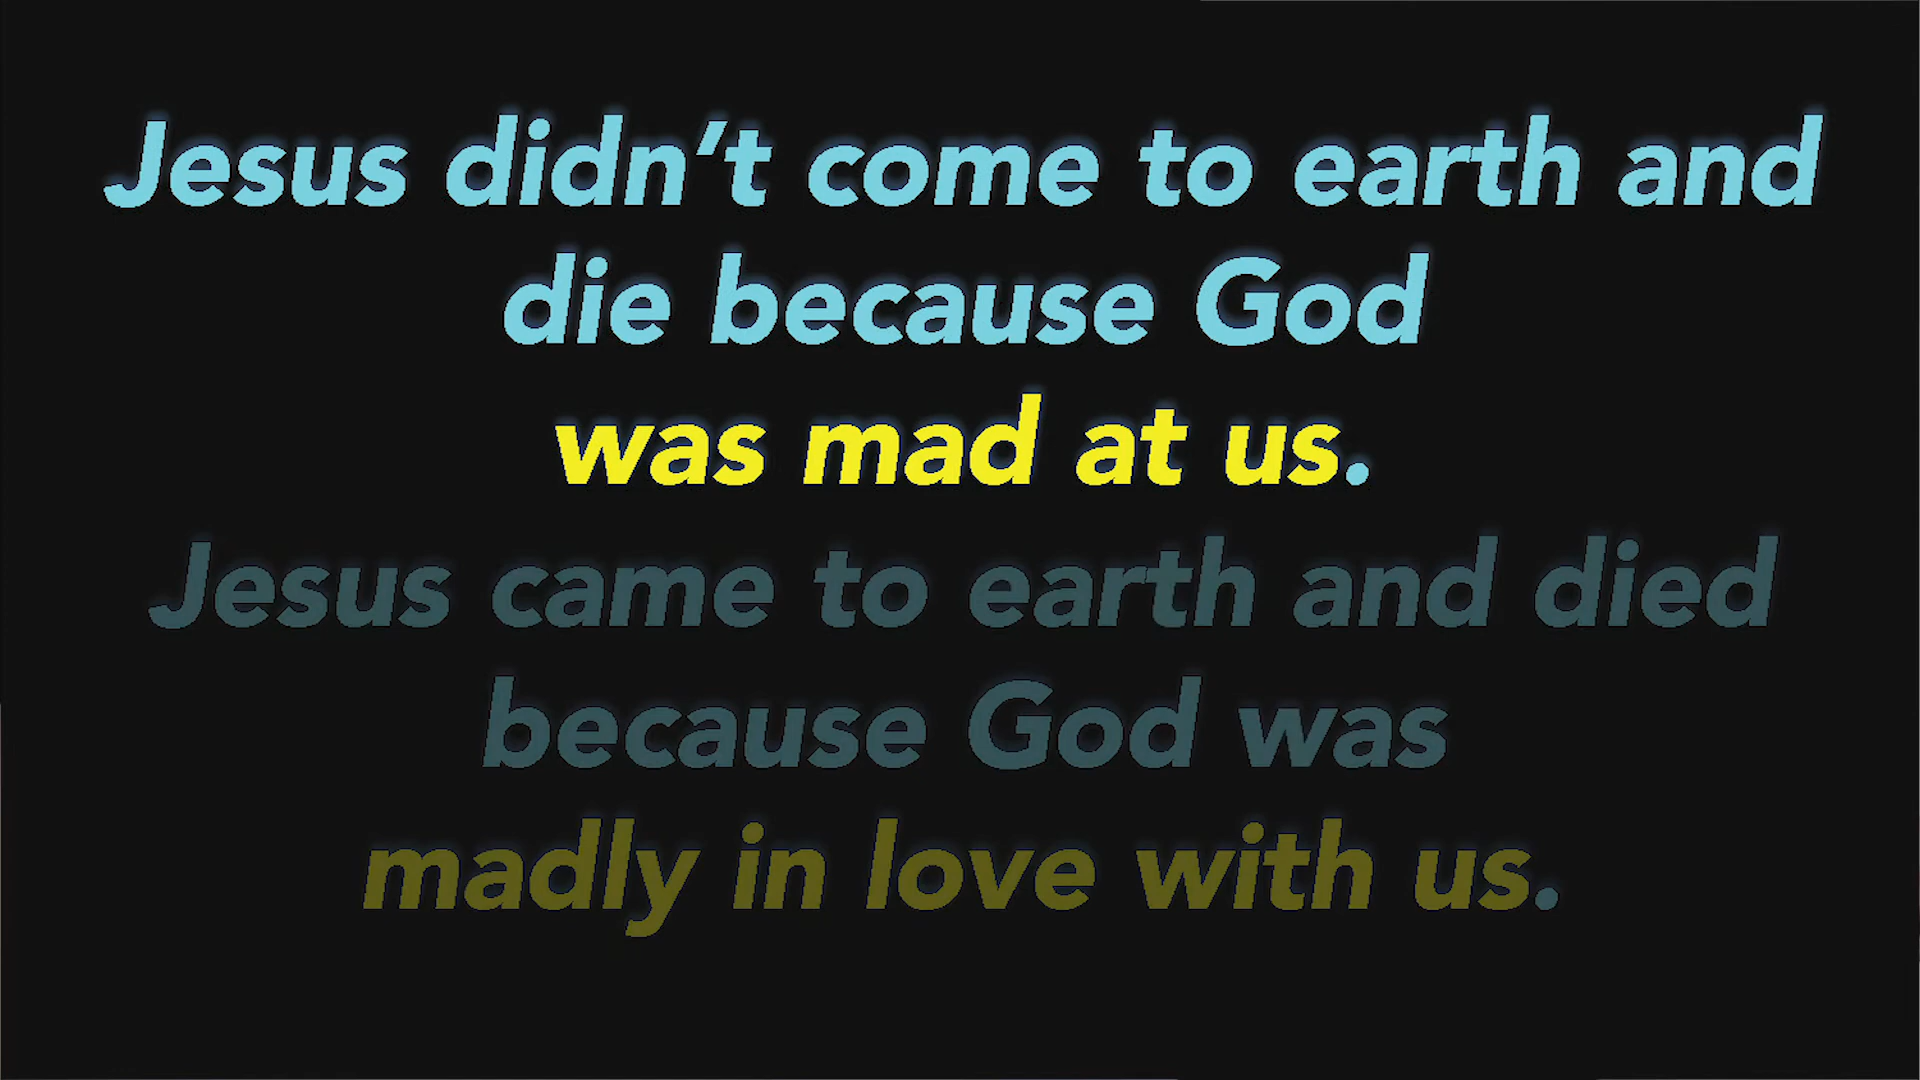 Jesus didn’t come to earth and
die because God
was mad at us.
Jesus came to earth and died
because God was
madly in love with us.